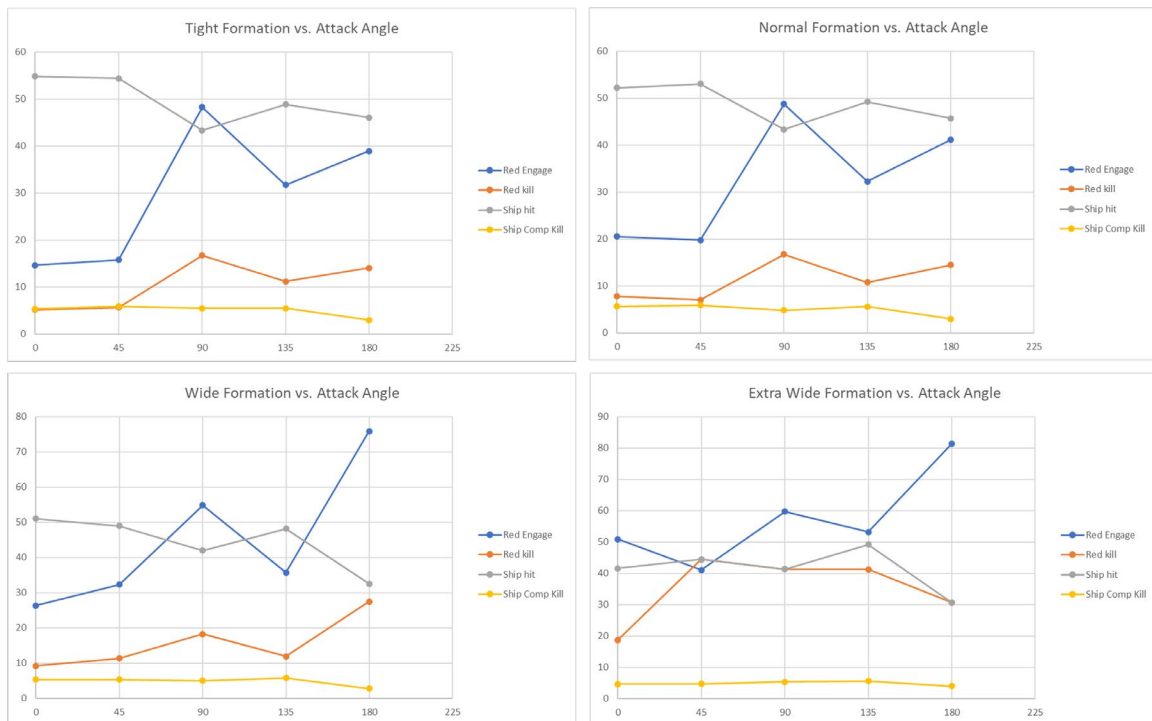 Tight Formation vs. Attack Angle
60
50
40
30
20
10
0
0 45 90 135 180 225
Red Engage
Red kill
Ship hit
Ship Comp Kill
Normal Formation vs. Attack Angle
60
50
40
30
20
10
0
0 45 90 135 180 225
Red Engage
Red kill
Ship hit
Ship Comp Kill
Wide Formation vs. Attack Angle
80
70
60
50
40
30
20
10
0
0 45 90 135 180 225
Red Engage
Red kill
Ship hit
Ship Comp Kill
Extra Wide Formation vs. Attack Angle
90
80
70
60
50
40
30
20
10
0
0 45 90 135 180 225
Red Engage
Red kill
Ship hit
Ship Comp Kill